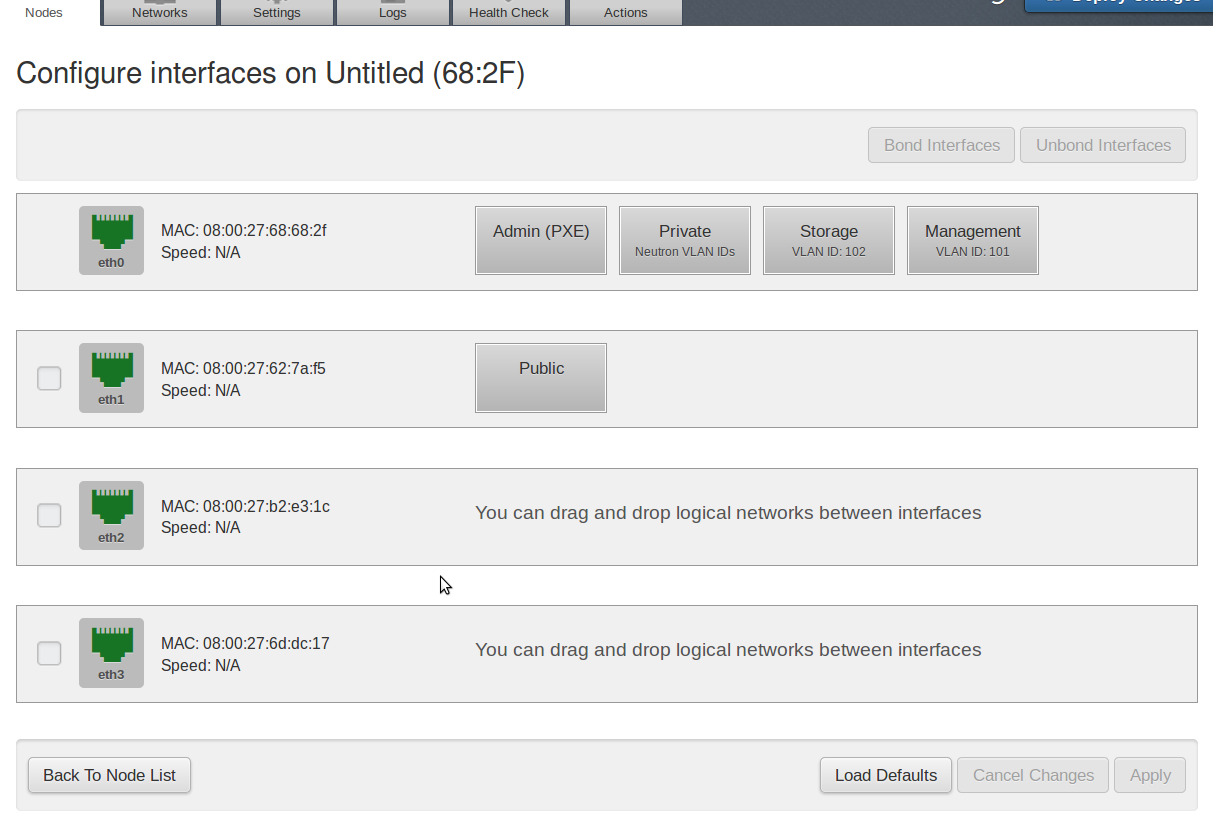 Nodes
Networks
Settings
Logs
Health Check
Actions
Deploy Changes
Configure interfaces on Untitled (68:2F)
Bond Interfaces
Unbond Interfaces
eth0
MAC: 08:00:27:68:68:2f
Speed: N/A
Admin (PXE)
Private
Neutron VLAN IDs
Storage
VLAN ID: 102
Management
VLAN ID: 101
eth1
MAC: 08:00:27:62:7a:f5
Speed: N/A
Public
eth2
MAC: 08:00:27:b2:e3:1c
Speed: N/A
You can drag and drop logical networks between interfaces
eth3
MAC: 08:00:27:6d:dc:17
Speed: N/A
You can drag and drop logical networks between interfaces
Back To Node List
Load Defaults
Cancel Changes
Apply